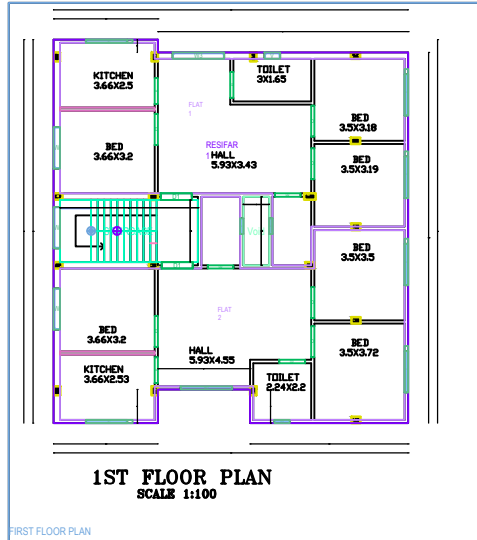 KITCHEN
3.66X2.5
TOILET
3X1.65
FLAT
1
BED
3.5X3.18
BED
3.66X3.2
RESIFAR
1
HALL
5.93X3.43
BED
3.5X3.19
BED
3.5X3.5
FLAT
2
BED
3.66X3.2
HALL
5.93X4.55
BED
3.5X3.72
KITCHEN
3.66X2.53
TOILET
2.24X2.2
1ST FLOOR PLAN
SCALE 1:100
FIRST FLOOR PLAN